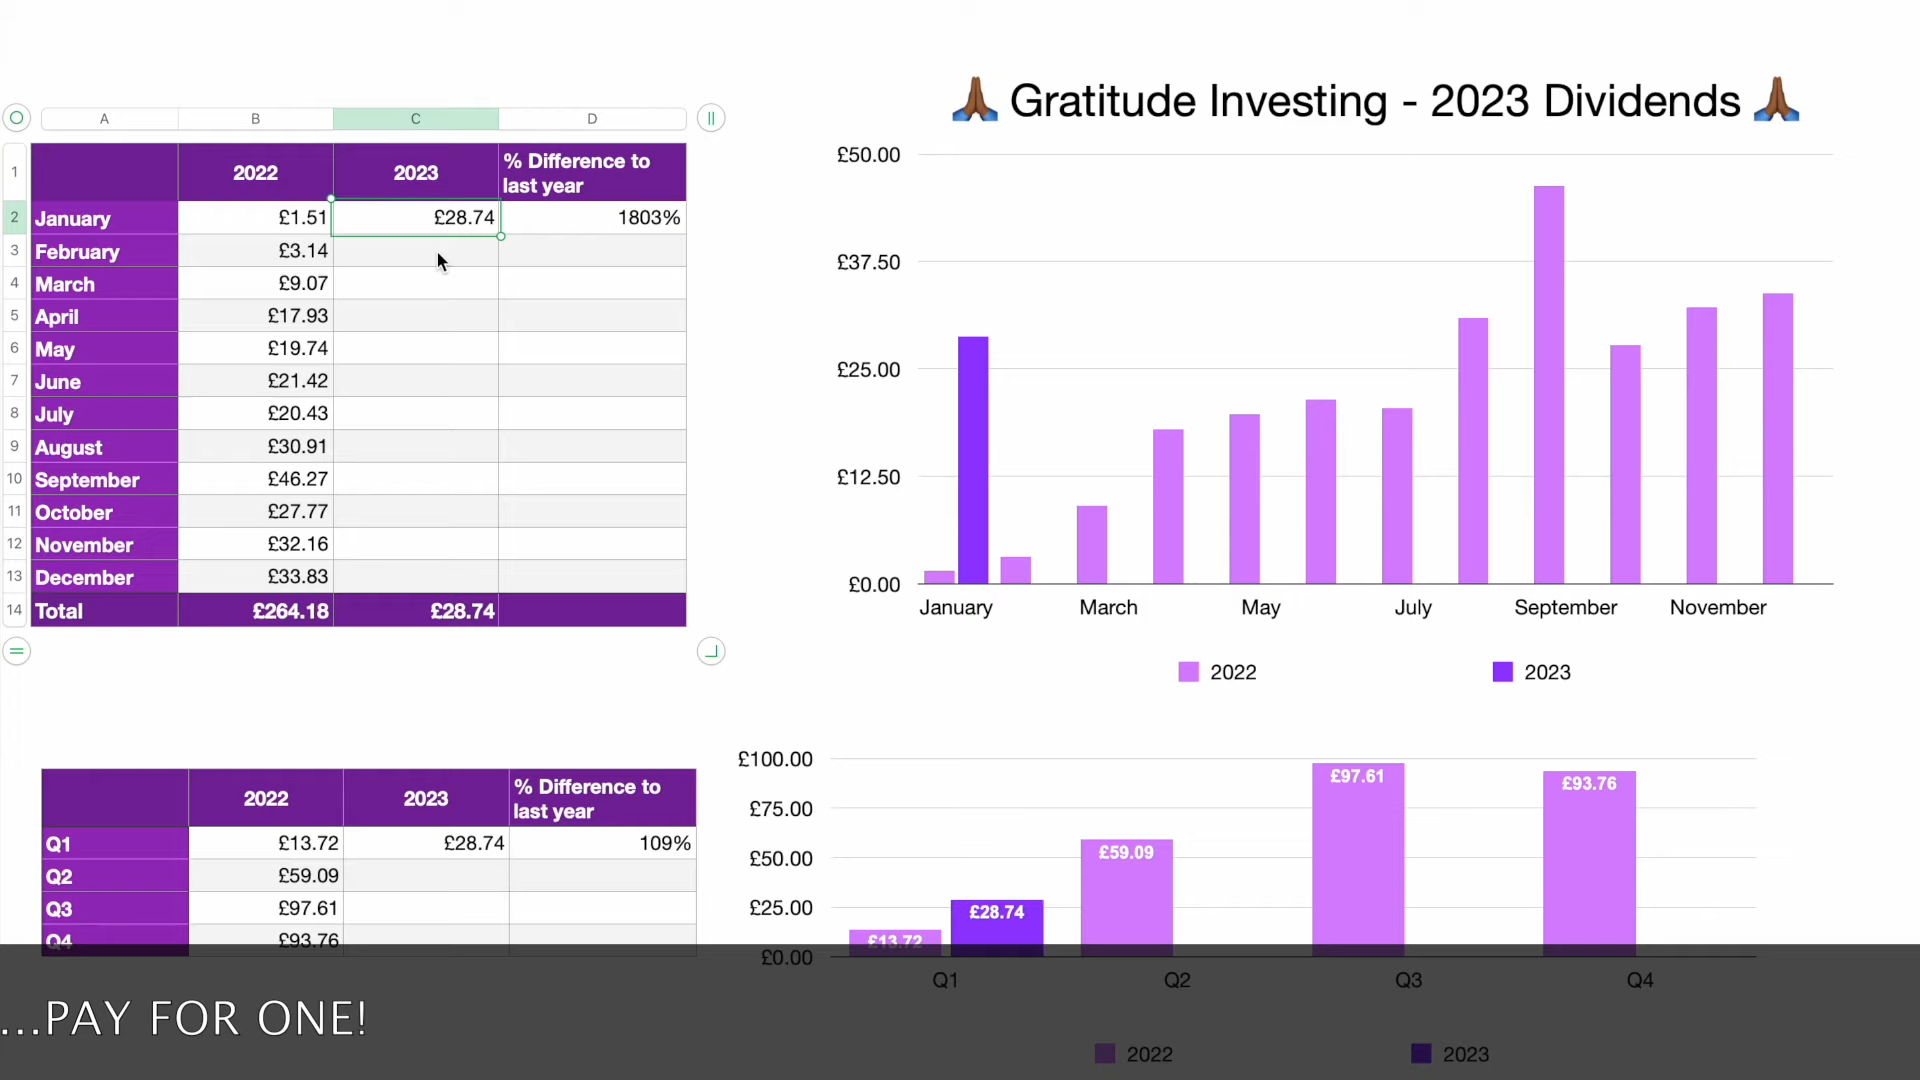 🙏🏾 Gratitude Investing - 2023 Dividends 🙏🏾
A B C D
1 2022 2023 % Difference to
last year
2 January £1.51 £28.74 1803%
3 February £3.14
4 March £9.07
5 April £17.93
6 May £19.74
7 June £21.42
8 July £20.43
9 August £30.91
10 September £46.27
11 October £27.77
12 November £32.16
13 December £33.83
14 Total £264.18 £28.74
£50.00
£37.50
£25.00
£12.50
£0.00
January March May July September November
2022 2023
2022 2023 % Difference to
last year
Q1 £13.72 £28.74 109%
Q2 £59.09
Q3 £97.61
Q4 £93.76
£100.00
£75.00
£50.00
£25.00
£0.00
£13.72 £28.74 £59.09 £97.61 £93.76
Q1 Q2 Q3 Q4
2022 2023
...PAY FOR ONE!